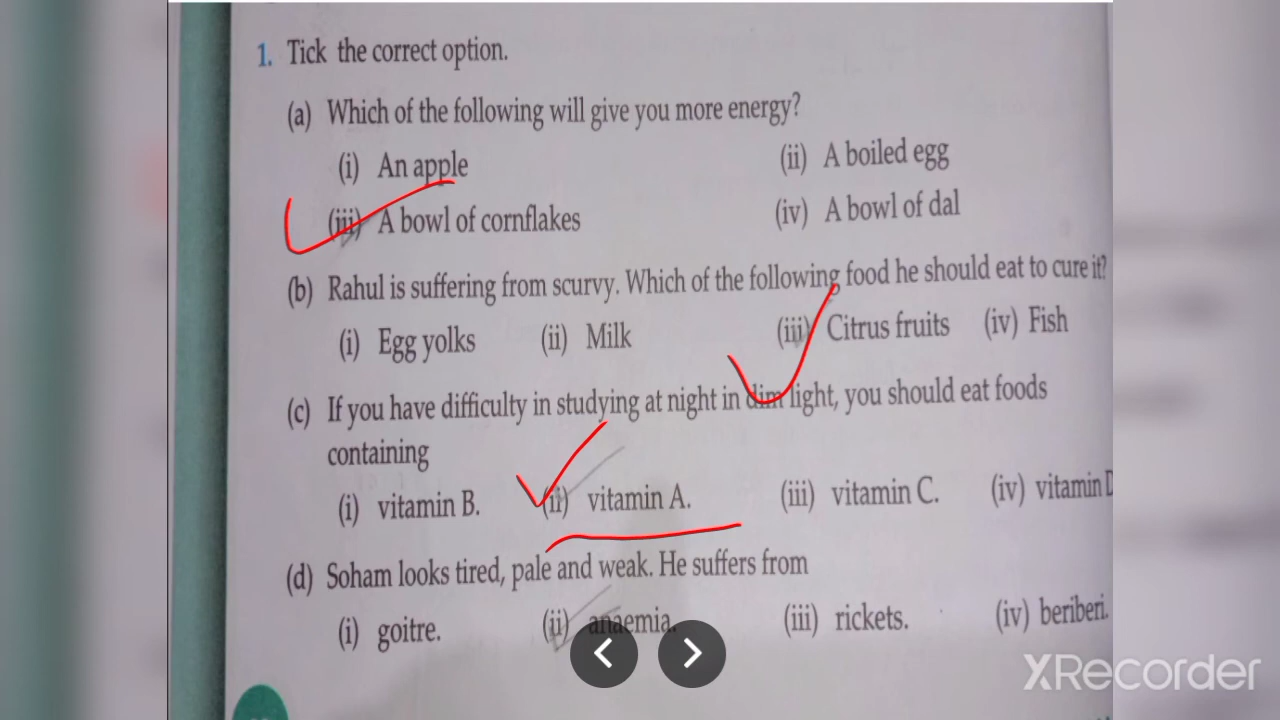 1. Tick the correct option.
(a) Which of the following will give you more energy?
(i) An apple (ii) A boiled egg
(iii) A bowl of cornflakes (iv) A bowl of dal
(b) Rahul is suffering from scurvy. Which of the following food he should eat to cure it?
(i) Egg yolks (ii) Milk (iii) Citrus fruits (iv) Fish
(c) If you have difficulty in studying at night in dim light, you should eat foods
containing
(i) vitamin B. (ii) vitamin A. (iii) vitamin C. (iv) vitamin D
(d) Soham looks tired, pale and weak. He suffers from
(i) goitre. (ii) anaemia. (iii) rickets. (iv) beriberi.
XRecorder